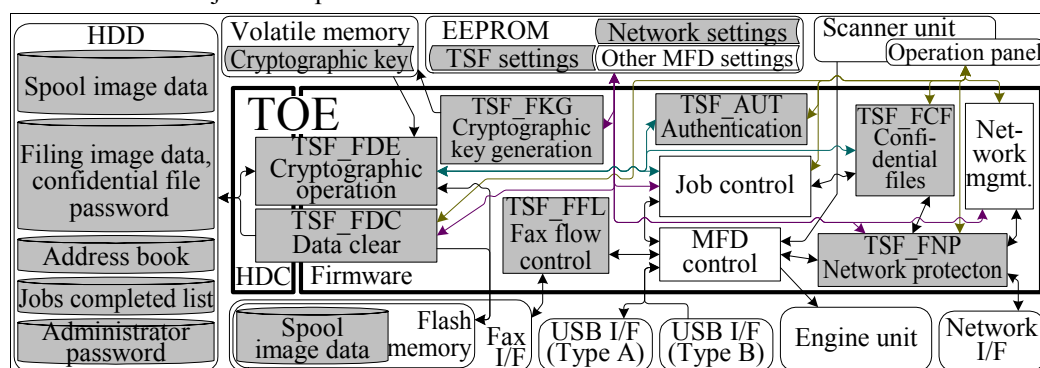 HDD
Spool image data
Filing image data,
confidential file
password
Address book
Jobs completed list
Administrator
password
Volatile memory
Cryptographic key
EEPROM
Network settings
TSF settings
Other MFD settings
Scanner unit
Operation panel
TOE
TSF_FKG
Cryptographic
key generation
TSF_AUT
Authentication
TSF_FCF
Confi-
dential
files
Net-
work
mgmt.
TSF_FDE
Cryptographic
operation
Job control
TSF_FDC
Data clear
TSF_FFL
Fax flow
control
MFD
control
TSF_FNP
Network protecton
HDC
Firmware
Spool
image data
Flash
memory
Fax
I/F
USB I/F
(Type A)
USB I/F
(Type B)
Engine unit
Network
I/F